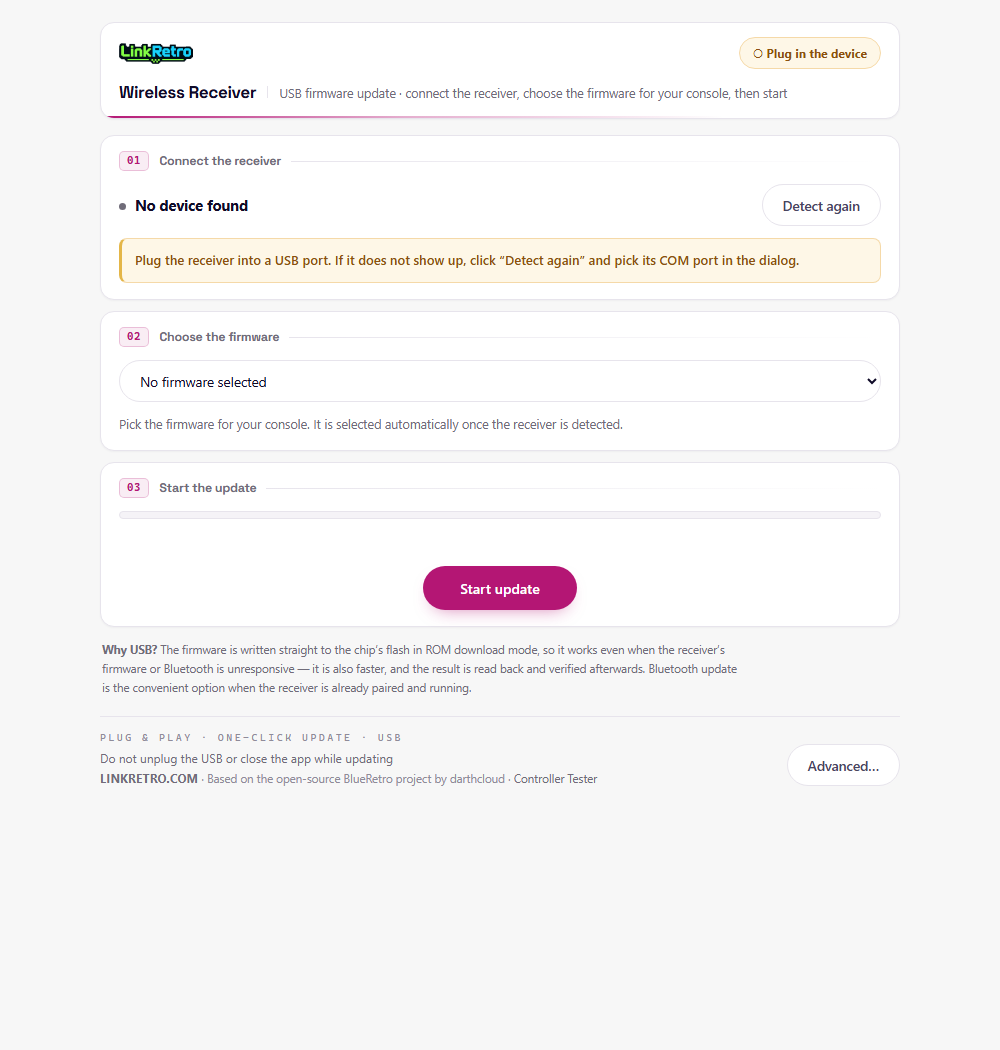 LinkRetro
Plug in the device
Wireless Receiver
USB firmware update · connect the receiver, choose the firmware for your console, then start
01 Connect the receiver
No device found
Detect again
Plug the receiver into a USB port. If it does not show up, click “Detect again” and pick its COM port in the dialog.
02 Choose the firmware
No firmware selected
Pick the firmware for your console. It is selected automatically once the receiver is detected.
03 Start the update
Start update
Why USB? The firmware is written straight to the chip’s flash in ROM download mode, so it works even when the receiver’s
firmware or Bluetooth is unresponsive — it is also faster, and the result is read back and verified afterwards. Bluetooth update
is the convenient option when the receiver is already paired and running.
PLUG & PLAY · ONE-CLICK UPDATE · USB
Do not unplug the USB or close the app while updating
LINKRETRO.COM · Based on the open-source BlueRetro project by darthcloud · Controller Tester
Advanced…